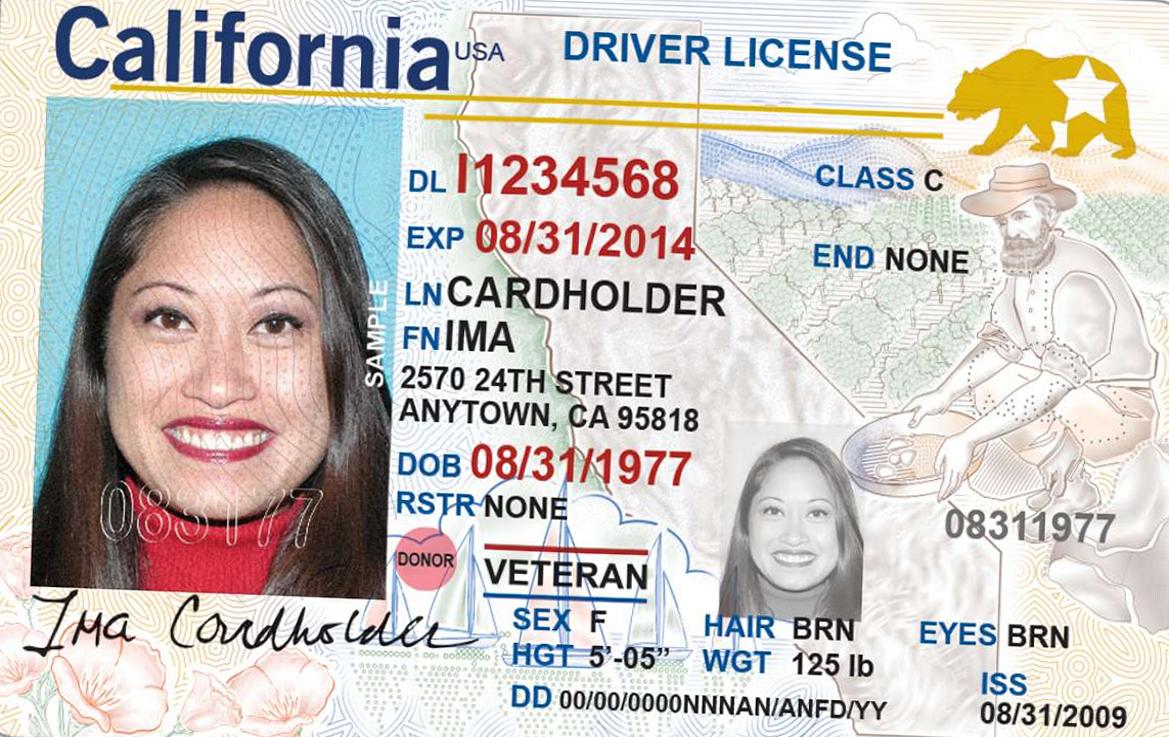 California USA DRIVER LICENSE
DL I1234568
CLASS C
EXP 08/31/2014
END NONE
LN CARDHOLDER
FN IMA
2570 24TH STREET
ANYTOWN, CA 95818
DOB 08/31/1977
RSTR NONE
08311977
SAMPLE
083177
DONOR
VETERAN
Ima Cardholder
SEX F HAIR BRN EYES BRN
HGT 5'-05" WGT 125 lb
ISS
DD 00/00/0000NNNAN/ANFD/YY 08/31/2009